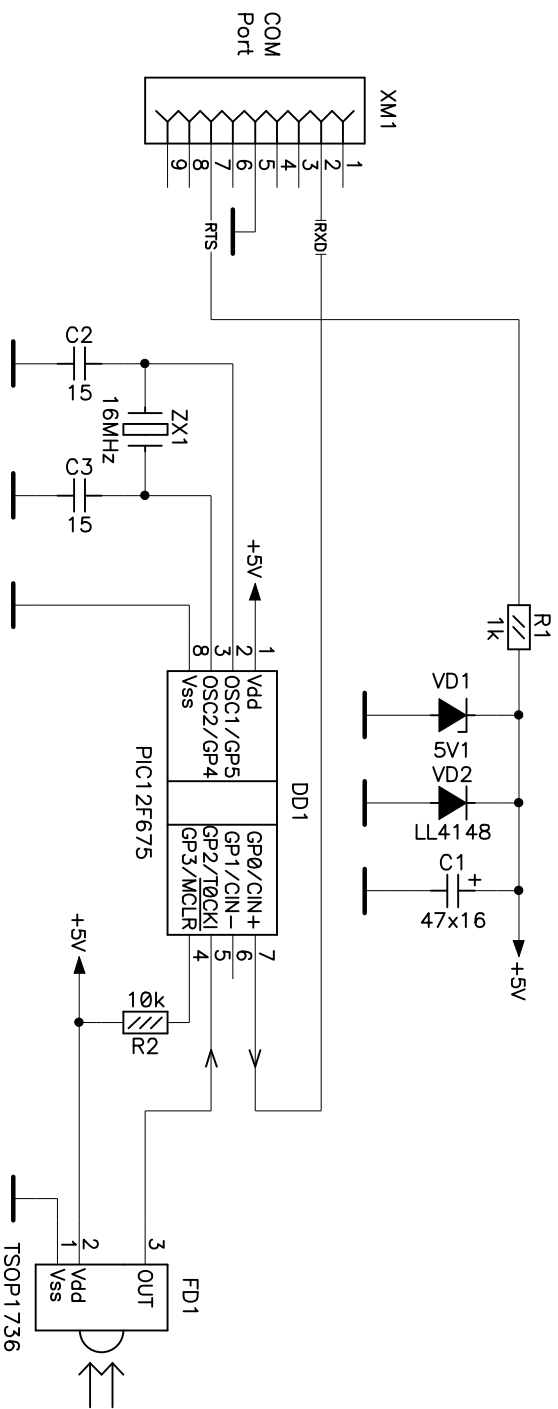 COM
Port
XM1
1
2
3
4
5
6
7
8
9
RXD
RTS
R1
1k
VD1
5V1
VD2
LL4148
C1
+
47x16
+5V
C2
15
ZX1
16MHz
C3
15
+5V
1
2
3
8
Vdd
OSC1/GP5
OSC2/GP4
Vss
DD1
PIC12F675
GP0/CIN+
GP1/CIN-
GP2/T0CKI
GP3/MCLR
7
6
5
4
+5V
10k
R2
3
2
1
OUT
Vdd
Vss
FD1
TSOP1736